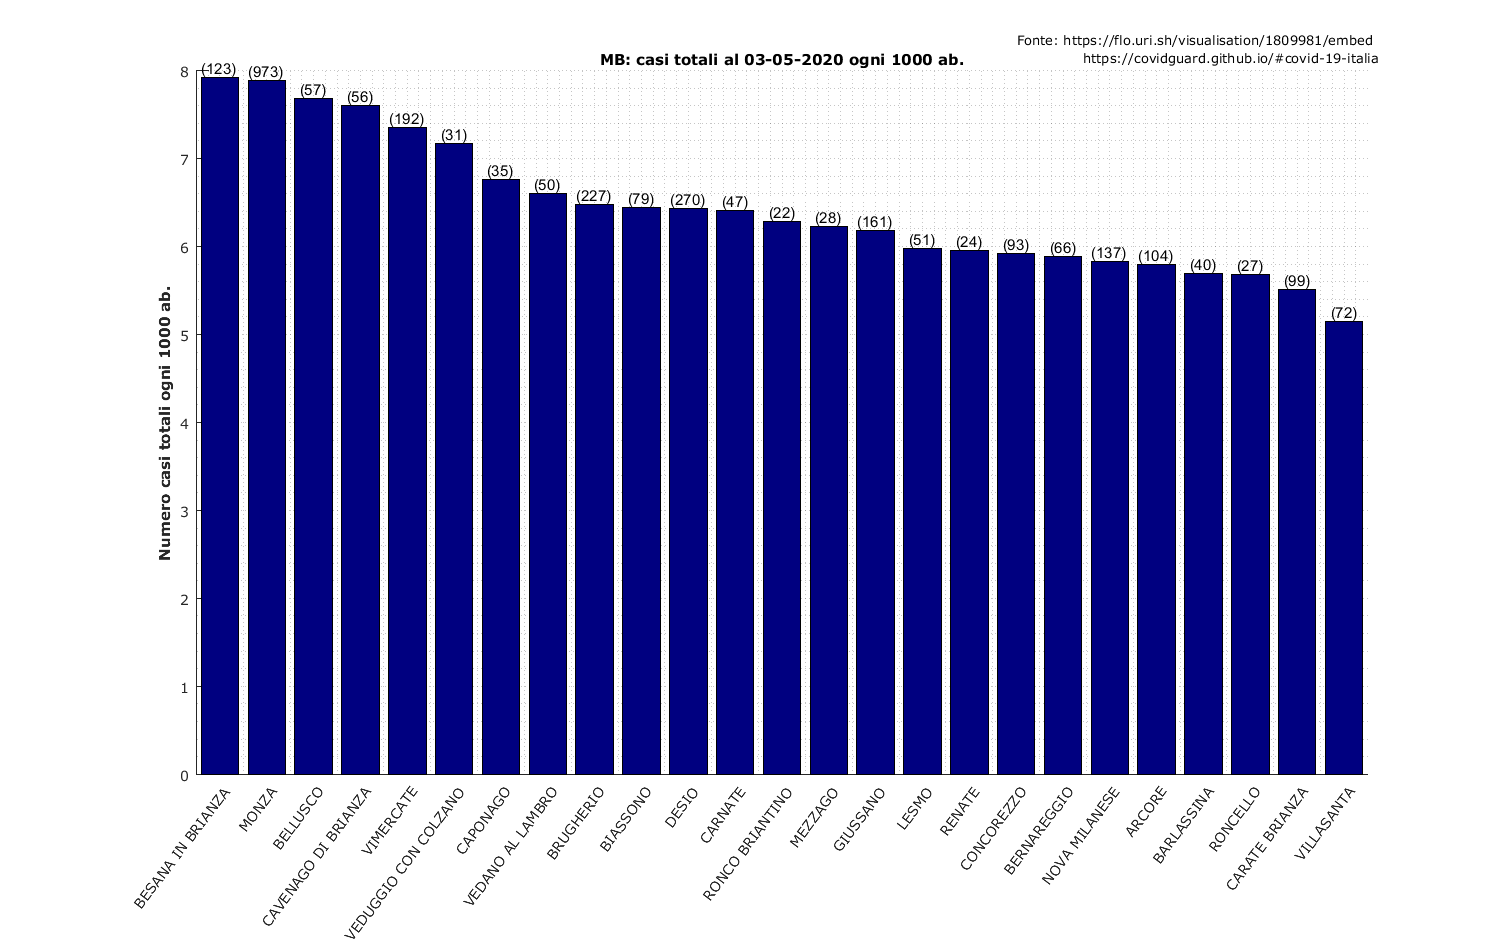 Fonte: https://flo.uri.sh/visualisation/1809981/embed
https://covidguard.github.io/#covid-19-italia
MB: casi totali al 03-05-2020 ogni 1000 ab.
Numero casi totali ogni 1000 ab.
8
7
6
5
4
3
2
1
0
(123)
(973)
(57)
(56)
(192)
(31)
(35)
(50)
(227)
(79)
(270)
(47)
(22)
(28)
(161)
(51)
(24)
(93)
(66)
(137)
(104)
(40)
(27)
(99)
(72)
BESANA IN BRIANZA
MONZA
BELLUSCO
CAVENAGO DI BRIANZA
VIMERCATE
VEDUGGIO CON COLZANO
CAPONAGO
VEDANO AL LAMBRO
BRUGHERIO
BIASSONO
DESIO
CARNATE
RONCO BRIANTINO
MEZZAGO
GIUSSANO
LESMO
RENATE
CONCOREZZO
BERNAREGGIO
NOVA MILANESE
ARCORE
BARLASSINA
RONCELLO
CARATE BRIANZA
VILLASANTA